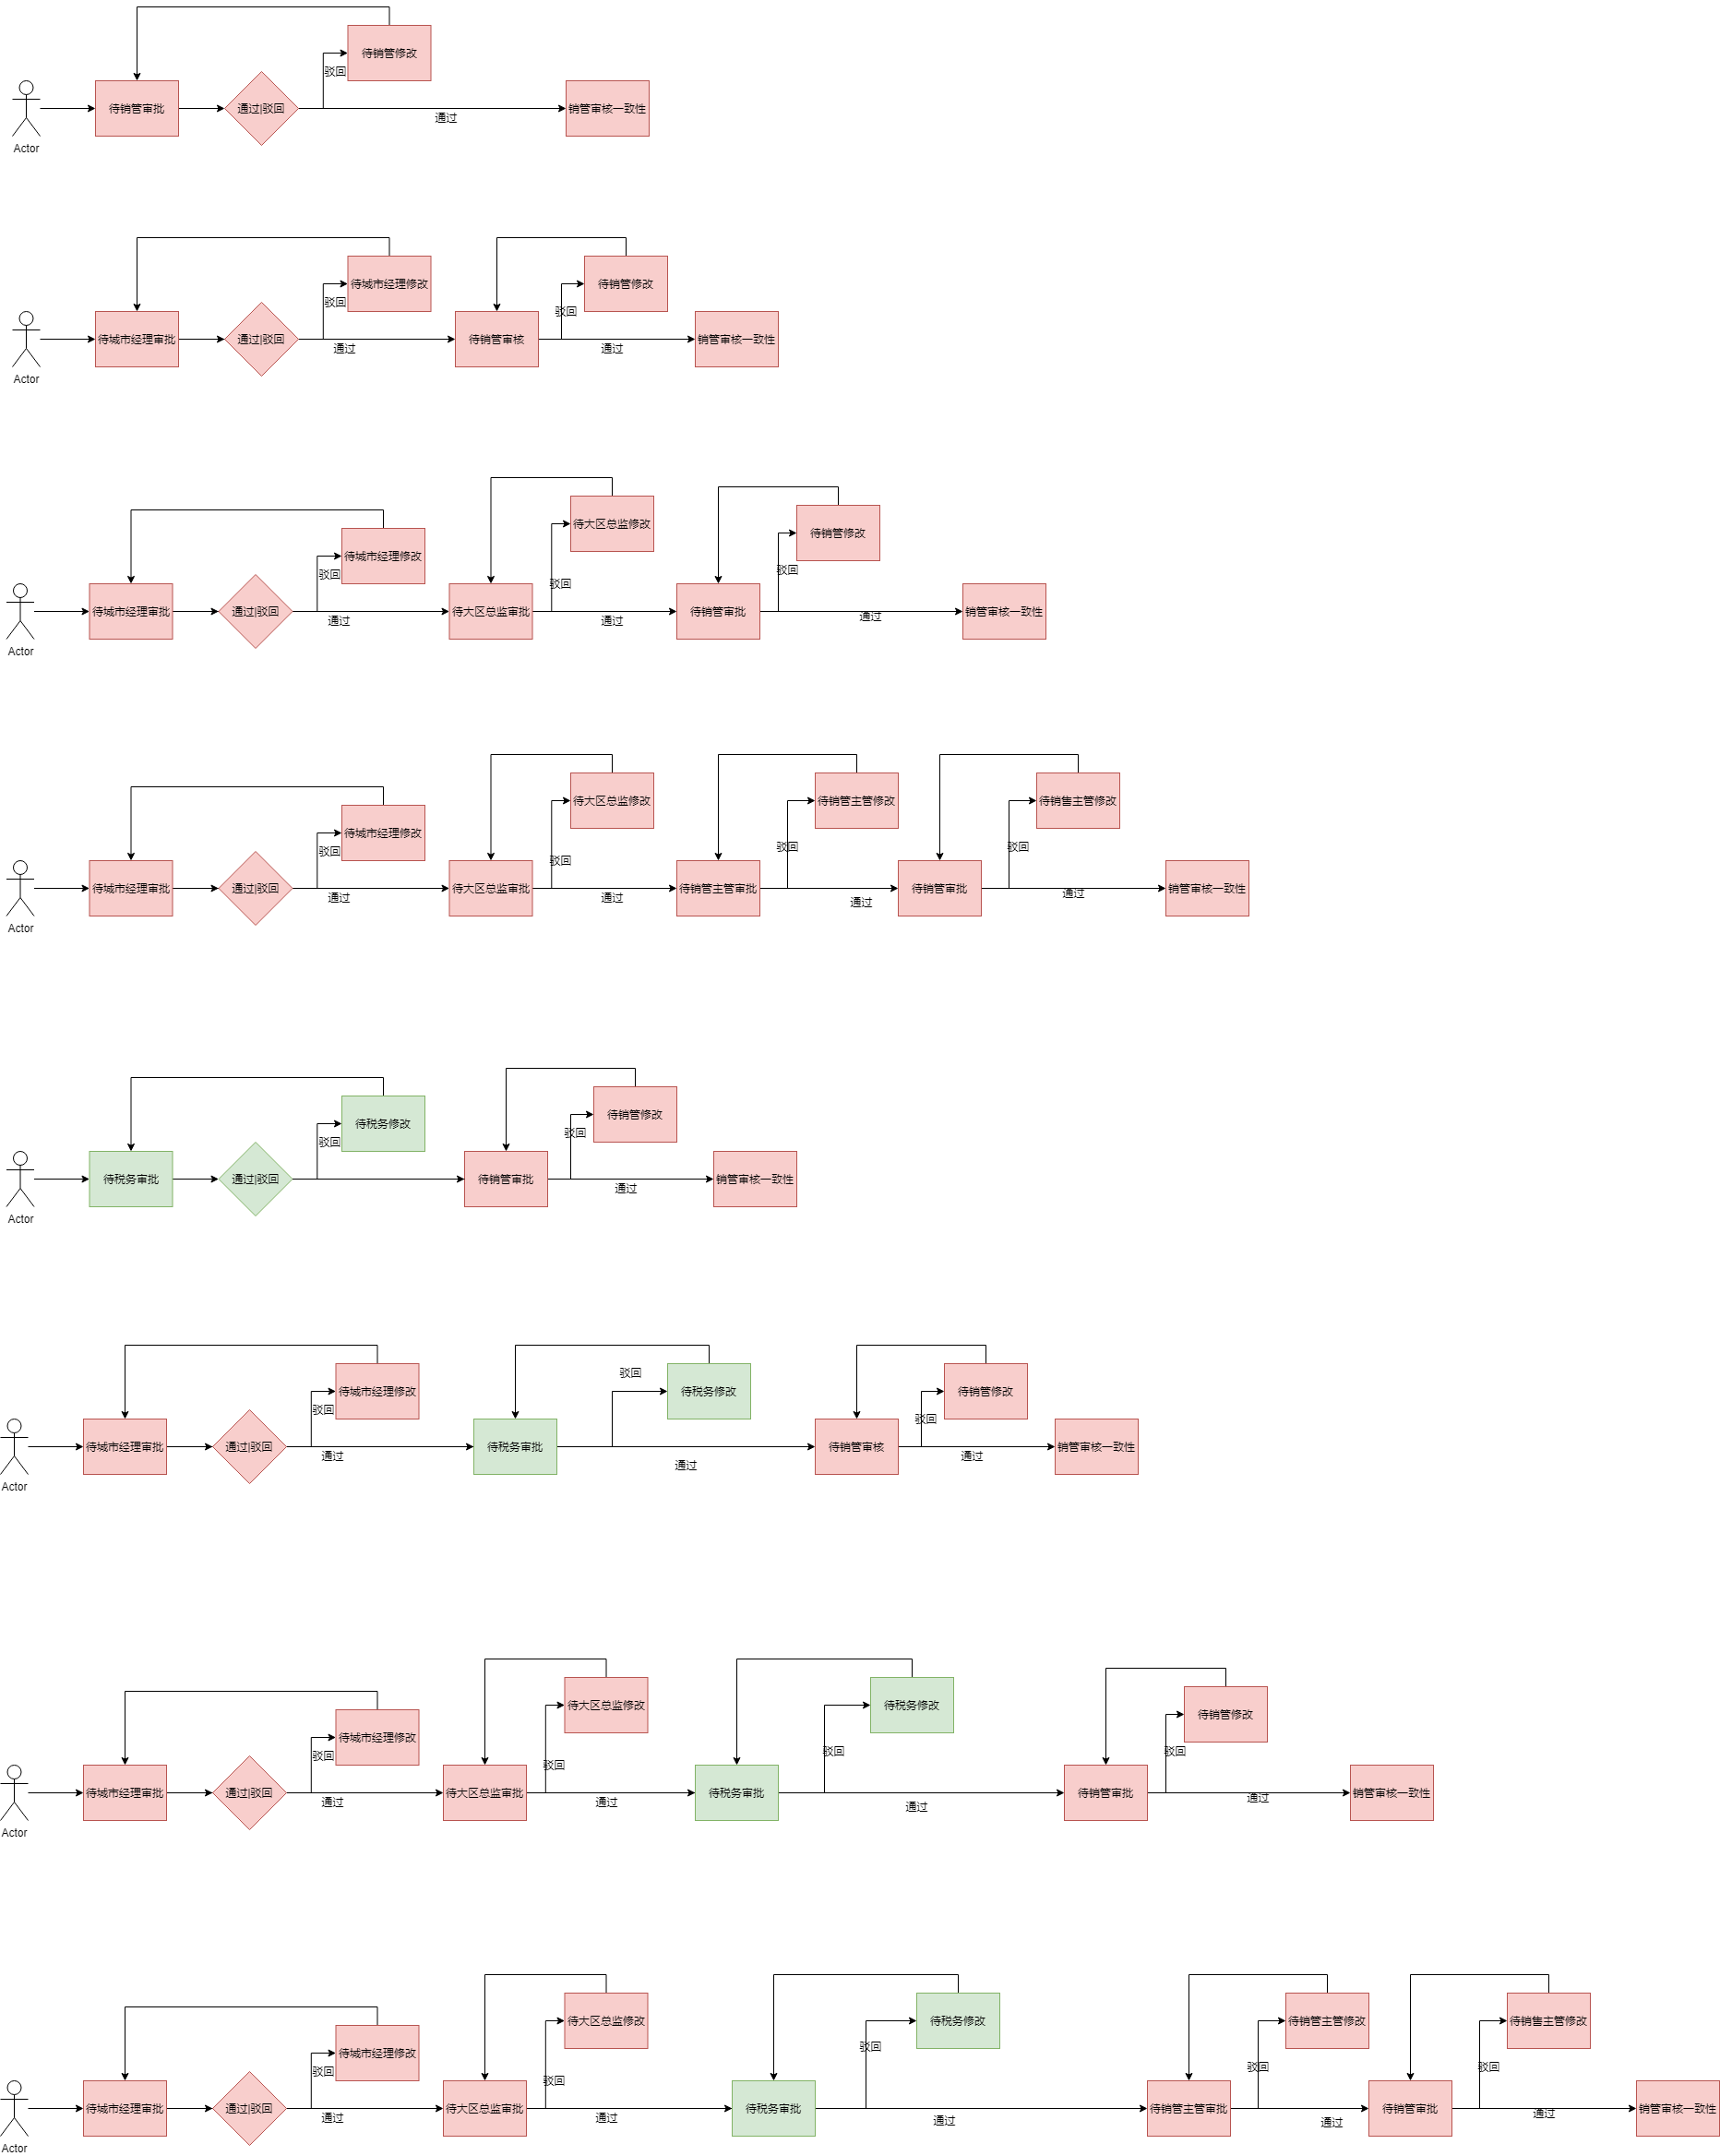 待销管修改
驳回
待销管审批
通过|驳回
销管审核一致性
通过
Actor
待城市经理修改
待销管修改
驳回
驳回
待城市经理审批
通过|驳回
待销管审核
销管审核一致性
通过
通过
Actor
待大区总监修改
待销管修改
待城市经理修改
驳回
驳回
驳回
待城市经理审批
通过|驳回
待大区总监审批
待销管审批
销管审核一致性
通过
通过
通过
Actor
待大区总监修改
待销管主管修改
待销售主管修改
待城市经理修改
驳回
驳回
驳回
驳回
待城市经理审批
通过|驳回
待大区总监审批
待销管主管审批
待销管审批
销管审核一致性
通过
通过
通过
通过
Actor
待税务修改
待销管修改
驳回
驳回
待税务审批
通过|驳回
待销管审批
销管审核一致性
通过
Actor
驳回
待城市经理修改
待税务修改
待销管修改
驳回
驳回
待城市经理审批
通过|驳回
待税务审批
待销管审核
销管审核一致性
通过
通过
通过
Actor
待大区总监修改
待税务修改
待销管修改
待城市经理修改
驳回
驳回
驳回
驳回
待城市经理审批
通过|驳回
待大区总监审批
待税务审批
待销管审批
销管审核一致性
通过
通过
通过
通过
Actor
待大区总监修改
待税务修改
待销管主管修改
待销售主管修改
待城市经理修改
驳回
驳回
驳回
驳回
驳回
待城市经理审批
通过|驳回
待大区总监审批
待税务审批
待销管主管审批
待销管审批
销管审核一致性
通过
通过
通过
通过
通过
Actor